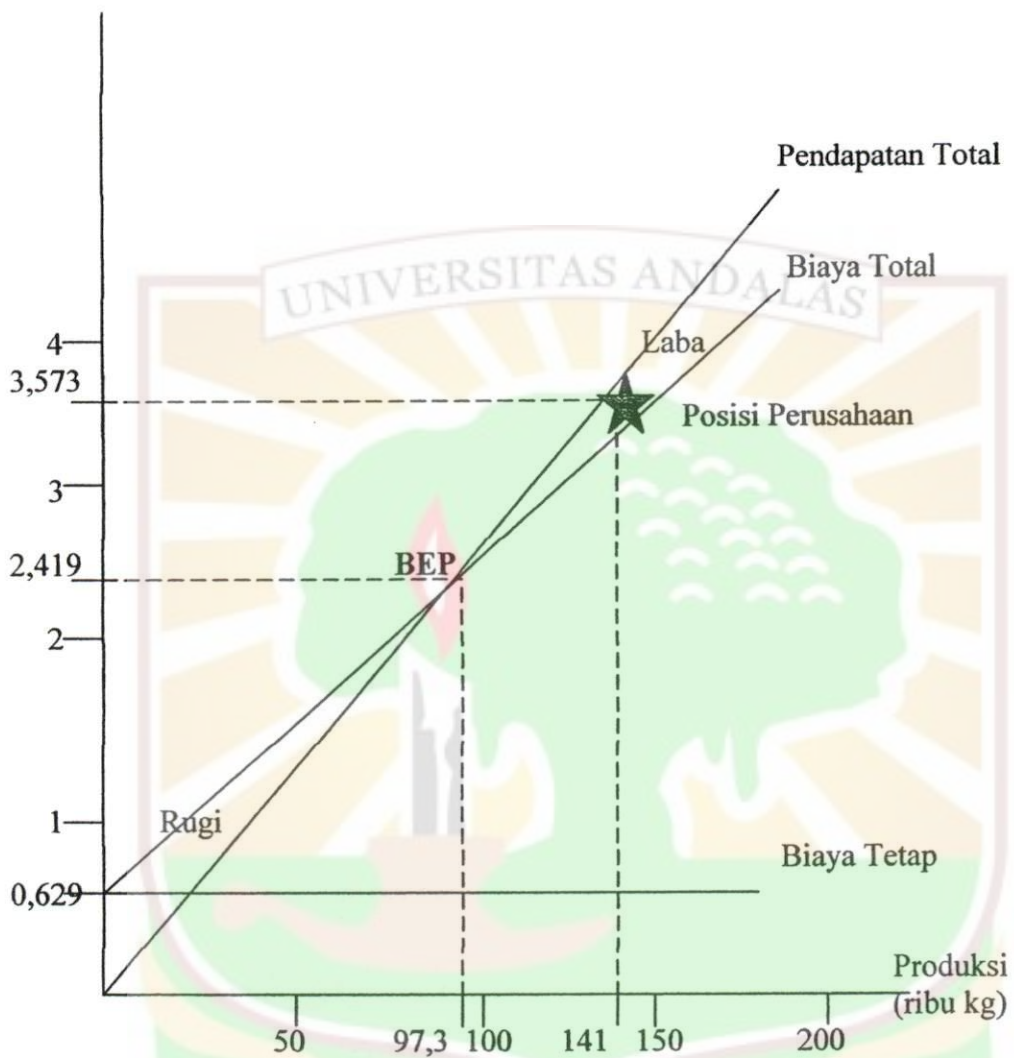 Pendapatan Total
Biaya Total
UNIVERSITAS ANDALAS
4
Laba
3,573
Posisi Perusahaan
3
2,419
BEP
2
1
Rugi
Biaya Tetap
0,629
Produksi
(ribu kg)
50
97,3
100
141
150
200